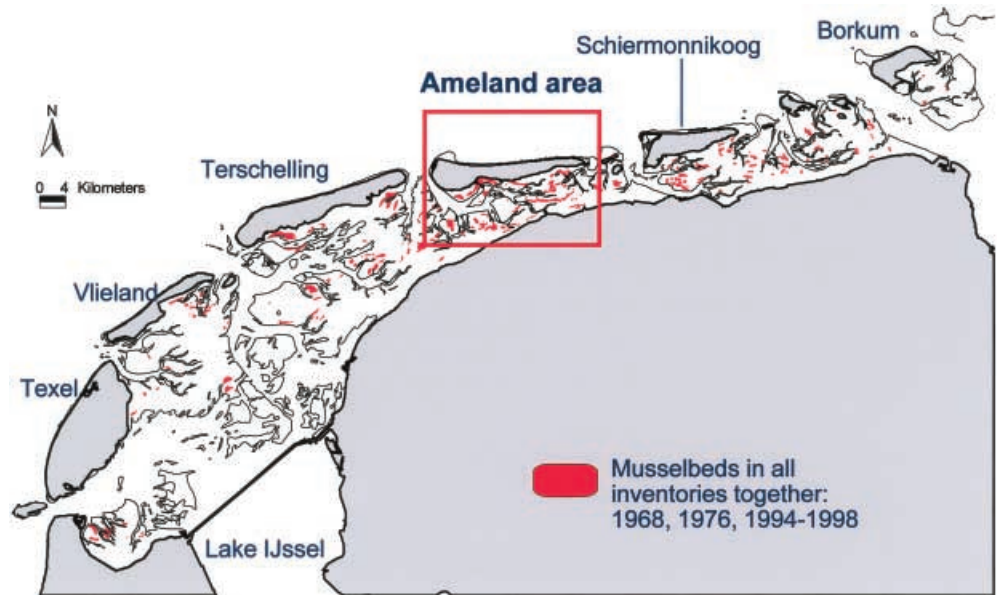 Borkum
Schiermonnikoog
Ameland area
N
Terschelling
0 4 Kilometers
Vlieland
Texel
Musselbeds in all
inventories together:
1968, 1976, 1994-1998
Lake IJssel